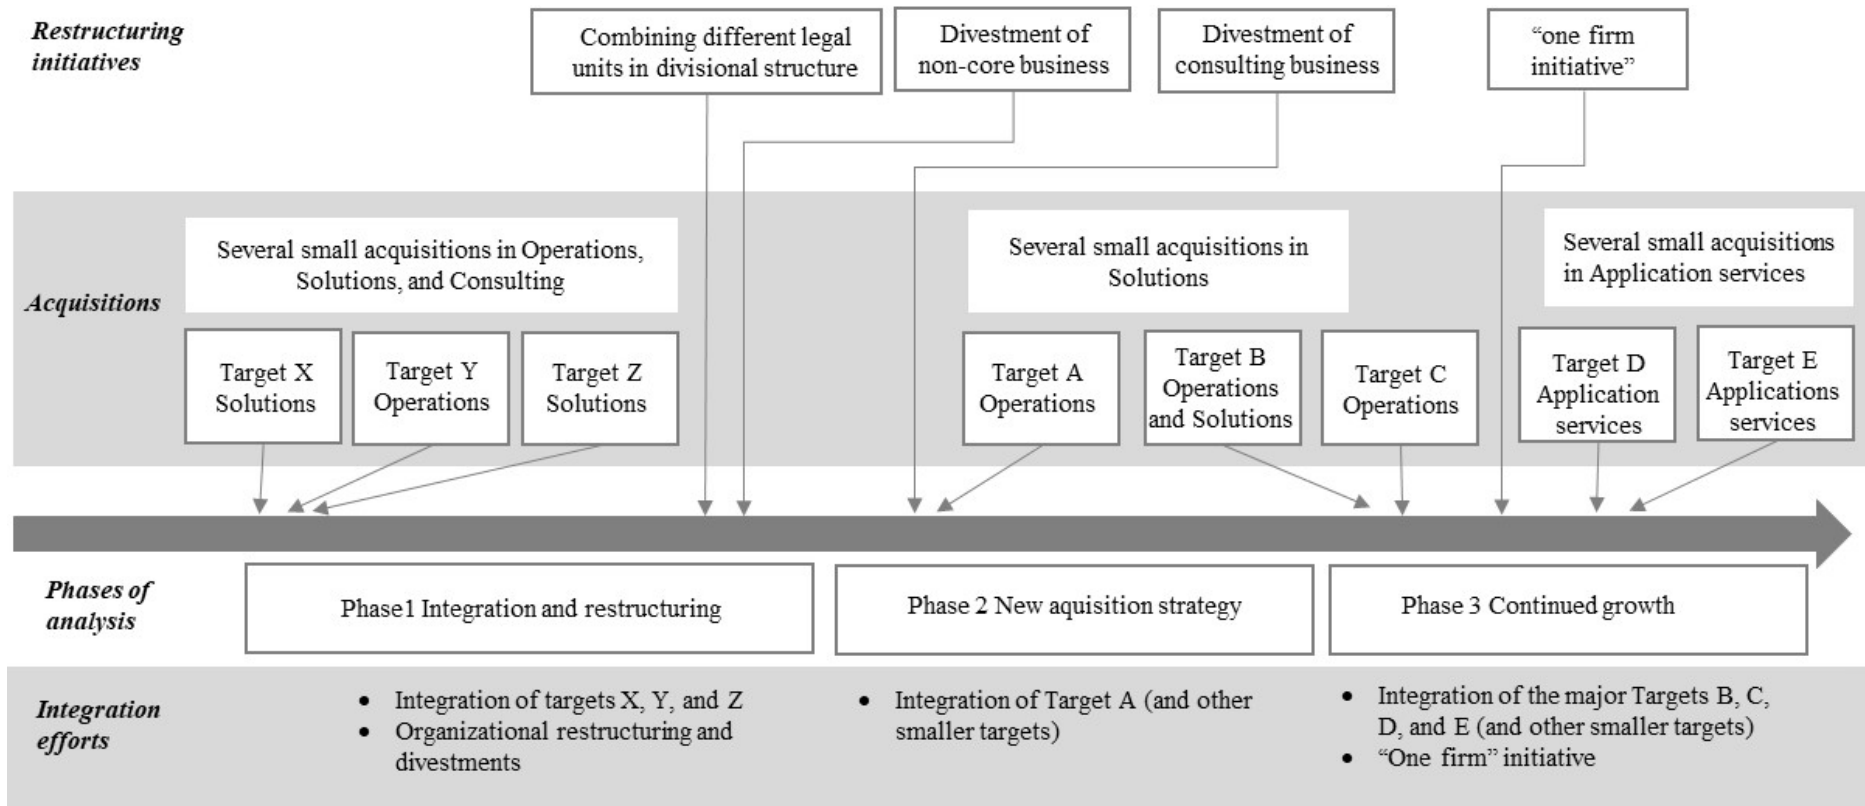 Restructuring
initiatives
Combining different legal
units in divisional structure
Divestment of
non-core business
Divestment of
consulting business
“one firm
initiative”
Acquisitions
Several small acquisitions in Operations,
Solutions, and Consulting
Several small acquisitions in
Solutions
Several small acquisitions
in Application services
Target X
Solutions
Target Y
Operations
Target Z
Solutions
Target A
Operations
Target B
Operations
and Solutions
Target C
Operations
Target D
Application
services
Target E
Applications
services
Phases of
analysis
Phase1 Integration and restructuring
Phase 2 New aquisition strategy
Phase 3 Continued growth
Integration
efforts
• Integration of targets X, Y, and Z
• Organizational restructuring and
divestments
• Integration of Target A (and other
smaller targets)
• Integration of the major Targets B, C,
D, and E (and other smaller targets)
• “One firm” initiative